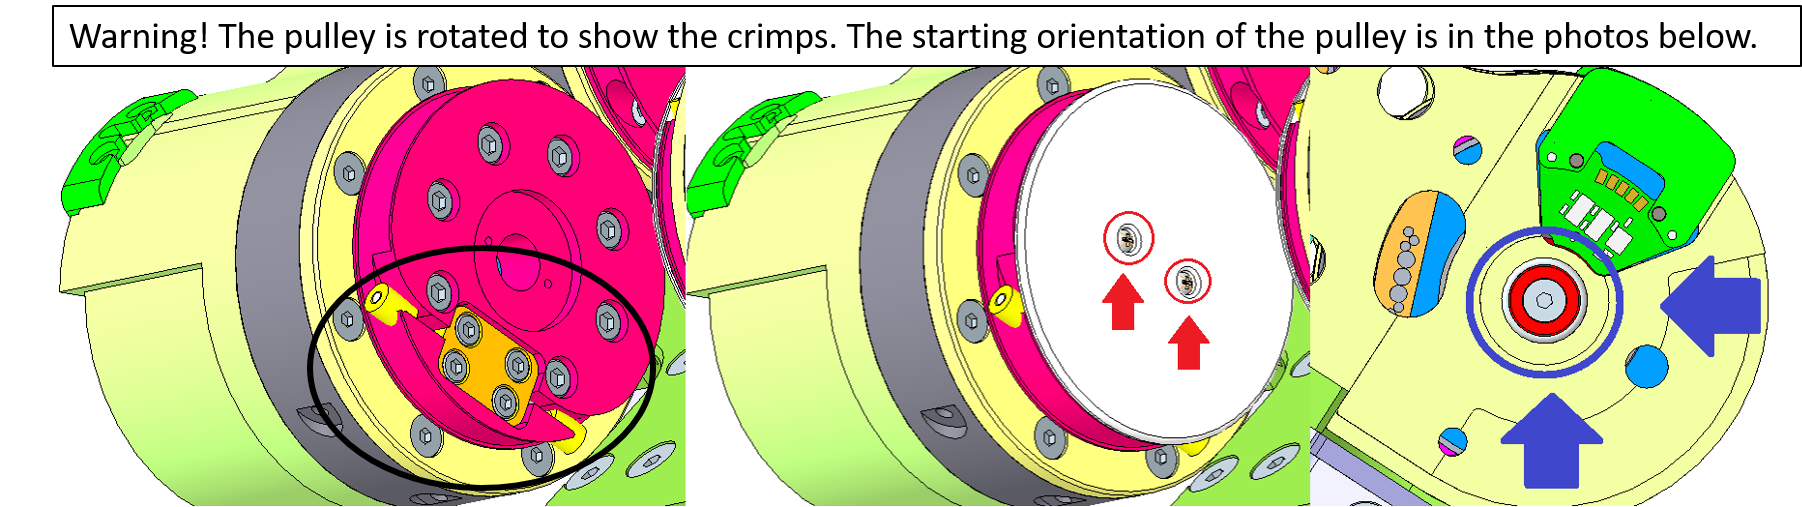 Warning! The pulley is rotated to show the crimps. The starting orientation of the pulley is in the photos below.